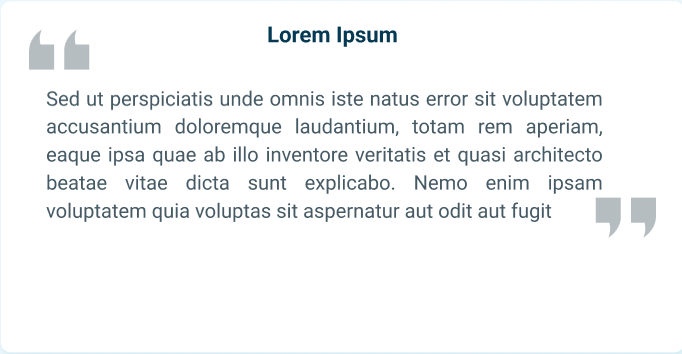 Lorem Ipsum
Sed ut perspiciatis unde omnis iste natus error sit voluptatem
accusantium doloremque laudantium, totam rem aperiam,
eaque ipsa quae ab illo inventore veritatis et quasi architecto
beatae vitae dicta sunt explicabo. Nemo enim ipsam
voluptatem quia voluptas sit aspernatur aut odit aut fugit